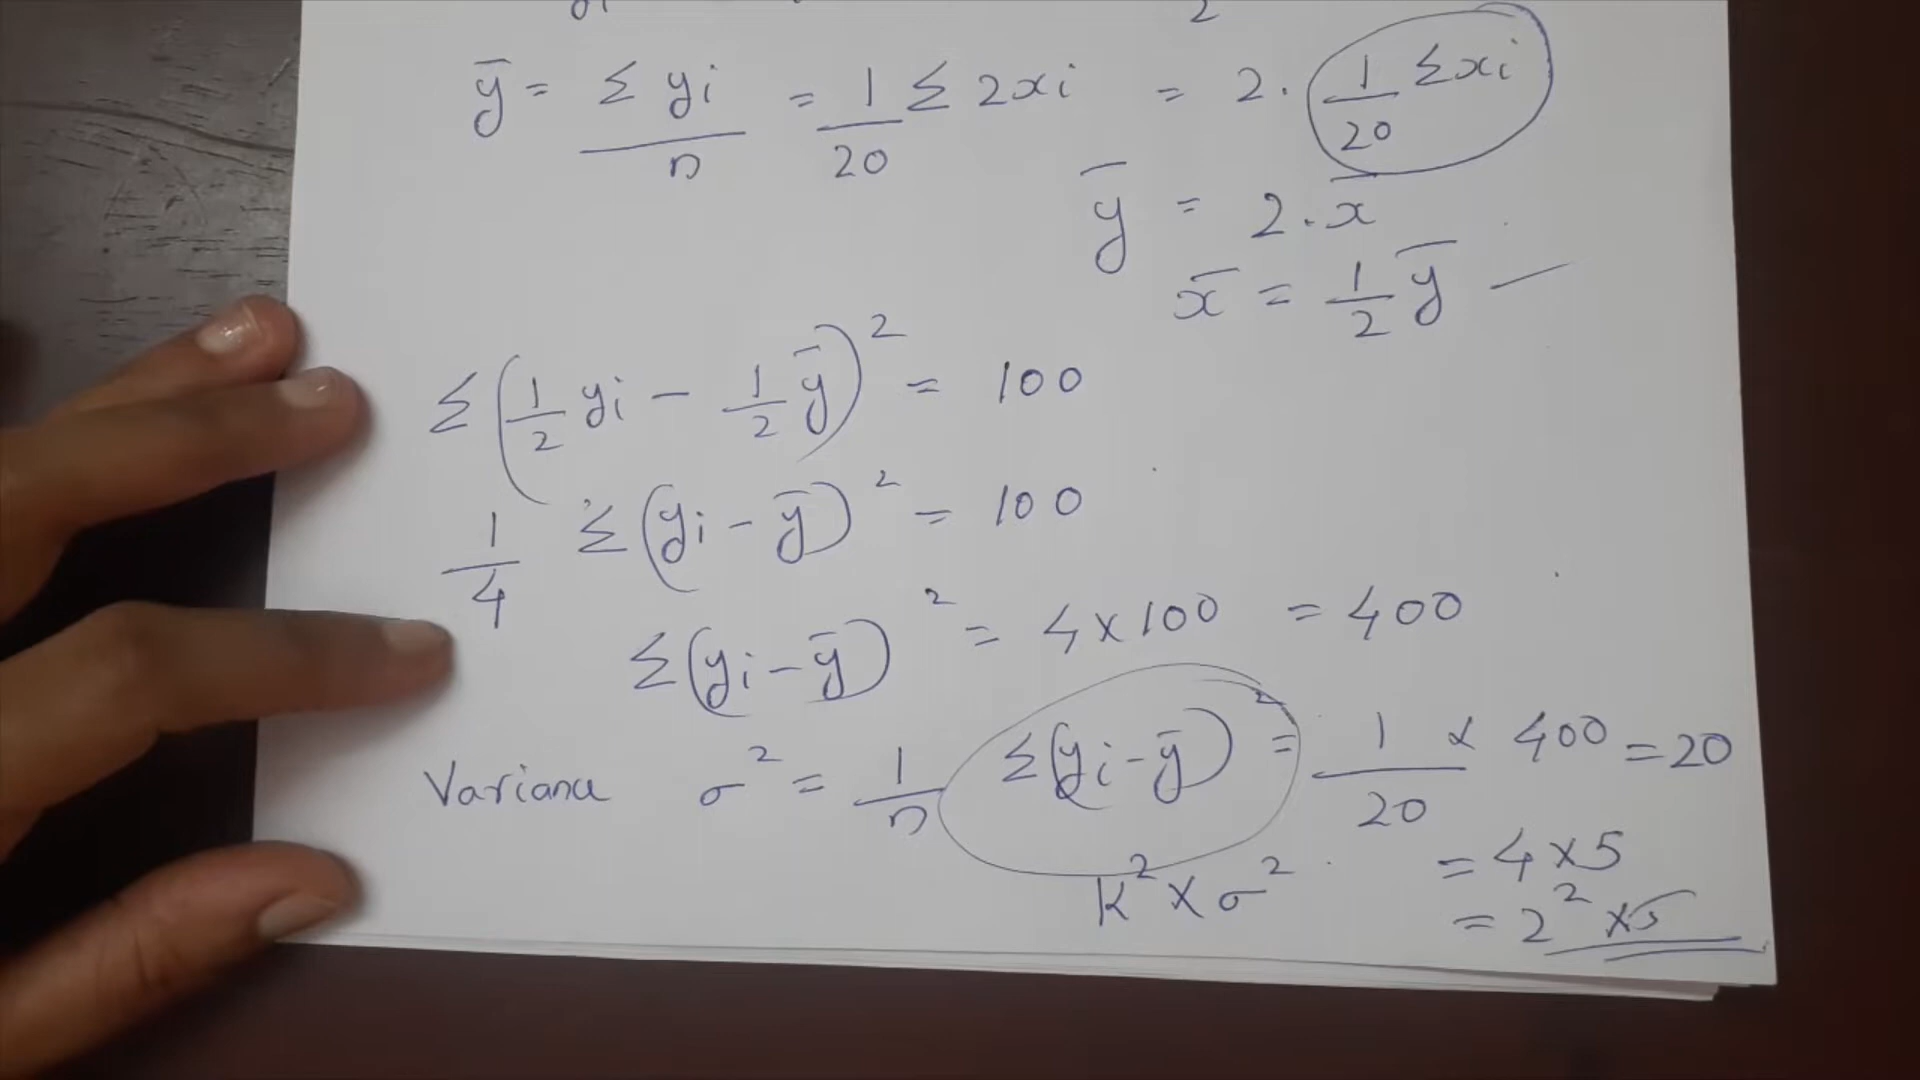 ȳ = Σ yi / n = 1/20 Σ 2xi = 2 · 1/20 Σxi
ȳ = 2 · x̄
x̄ = 1/2 ȳ —
Σ (1/2 yi − 1/2 ȳ)² = 100
1/4 Σ (yi − ȳ)² = 100
Σ (yi − ȳ)² = 4 × 100 = 400
Variance σ² = 1/n Σ(yi − ȳ)² = 1/20 × 400 = 20
= 4 × 5
K² × σ²
= 2² × 5